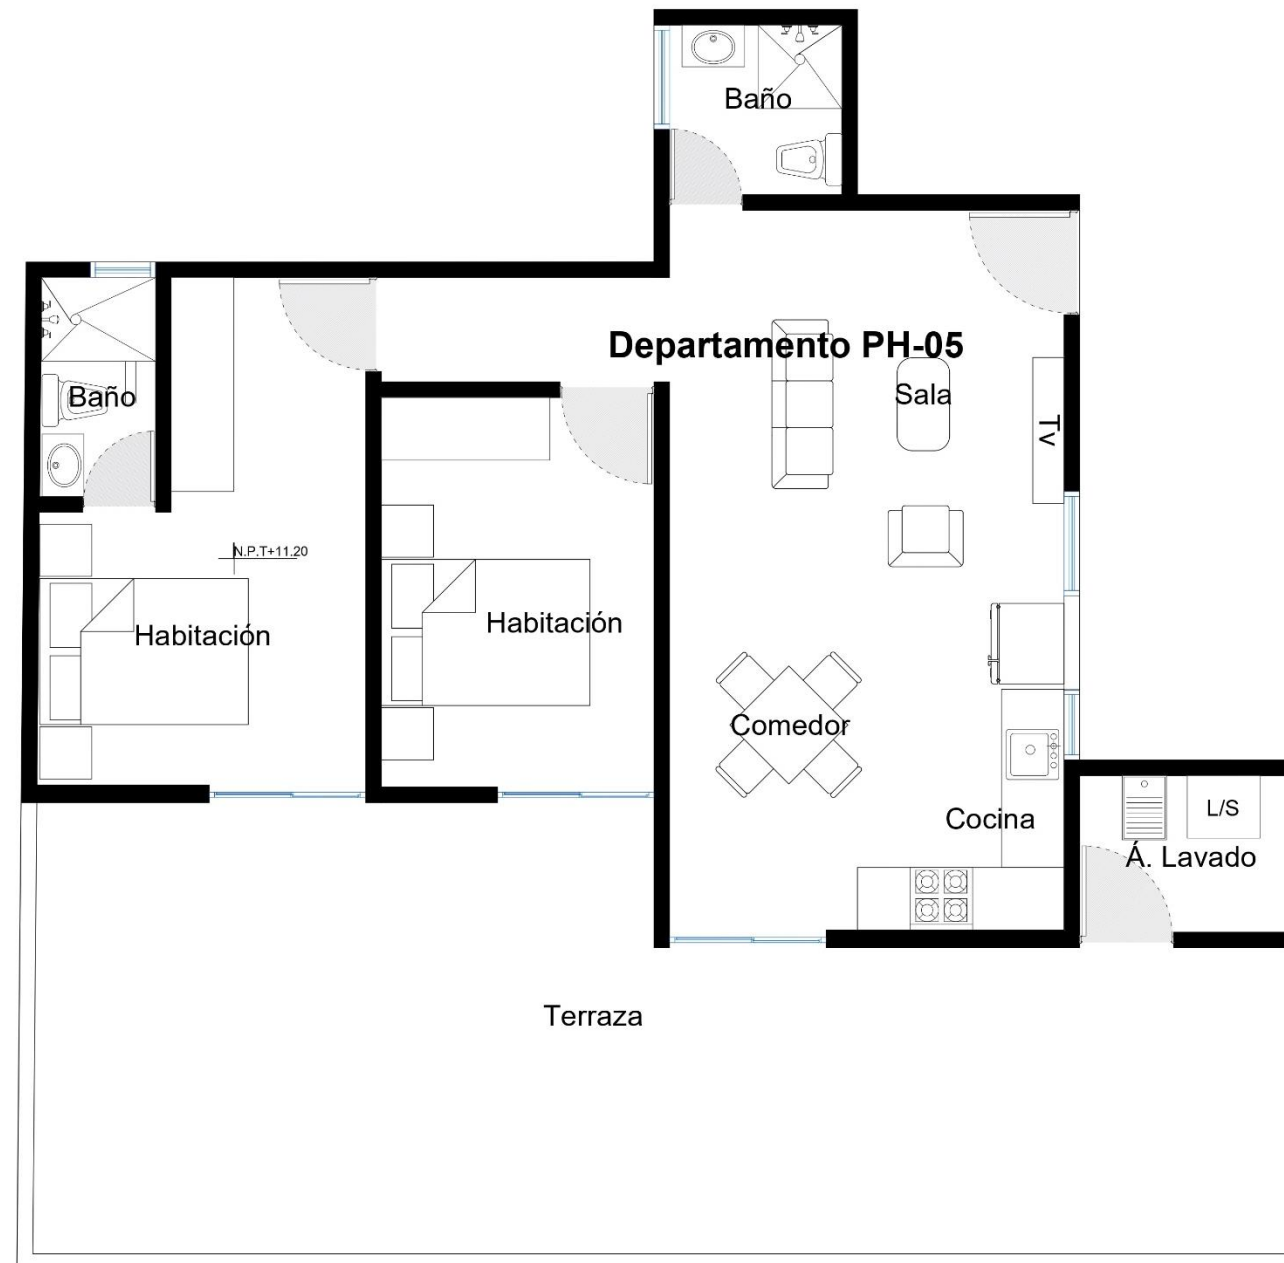 Baño
Departamento PH-05
Sala
Baño
Tv
N.P.T+11.20
Habitación
Habitación
Comedor
Cocina
L/S
Á. Lavado
Terraza